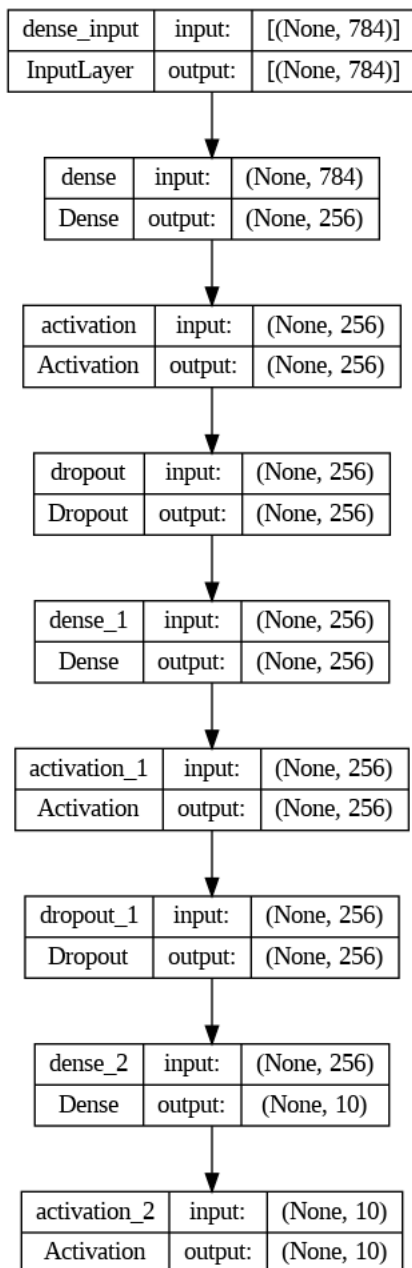 dense_input input: [(None, 784)]
InputLayer output: [(None, 784)]
dense input: (None, 784)
Dense output: (None, 256)
activation input: (None, 256)
Activation output: (None, 256)
dropout input: (None, 256)
Dropout output: (None, 256)
dense_1 input: (None, 256)
Dense output: (None, 256)
activation_1 input: (None, 256)
Activation output: (None, 256)
dropout_1 input: (None, 256)
Dropout output: (None, 256)
dense_2 input: (None, 256)
Dense output: (None, 10)
activation_2 input: (None, 10)
Activation output: (None, 10)